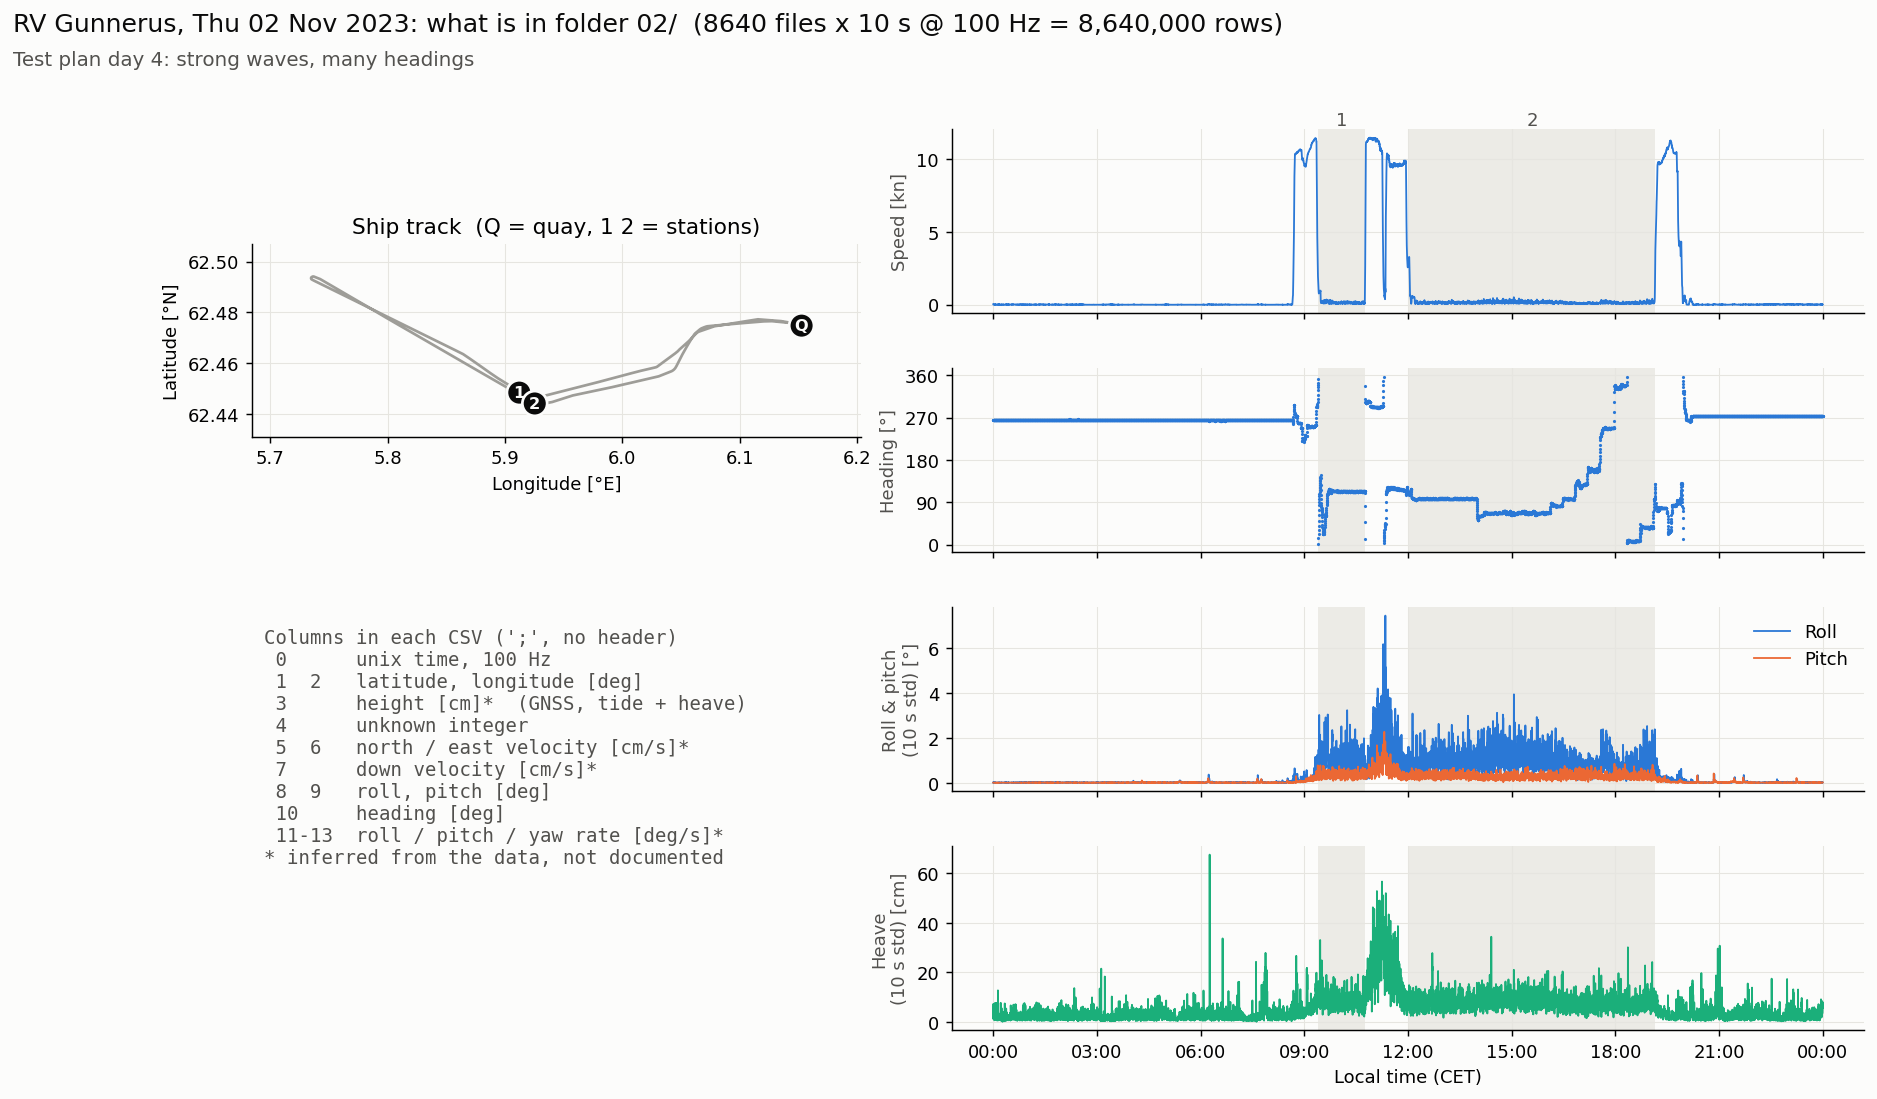 RV Gunnerus, Thu 02 Nov 2023: what is in folder 02/  (8640 files x 10 s @ 100 Hz = 8,640,000 rows)
Test plan day 4: strong waves, many headings
Ship track  (Q = quay, 1 2 = stations)
Latitude [°N]
62.50
62.48
62.46
62.44
Q
1
2
5.7 5.8 5.9 6.0 6.1 6.2
Longitude [°E]
Columns in each CSV (';', no header)
 0      unix time, 100 Hz
 1  2   latitude, longitude [deg]
 3      height [cm]*  (GNSS, tide + heave)
 4      unknown integer
 5  6   north / east velocity [cm/s]*
 7      down velocity [cm/s]*
 8  9   roll, pitch [deg]
 10     heading [deg]
 11-13  roll / pitch / yaw rate [deg/s]*
* inferred from the data, not documented
1 2
Speed [kn]
10
5
0
Heading [°]
360
270
180
90
0
Roll & pitch
(10 s std) [°]
6
4
2
0
Roll
Pitch
Heave
(10 s std) [cm]
60
40
20
0
00:00 03:00 06:00 09:00 12:00 15:00 18:00 21:00 00:00
Local time (CET)